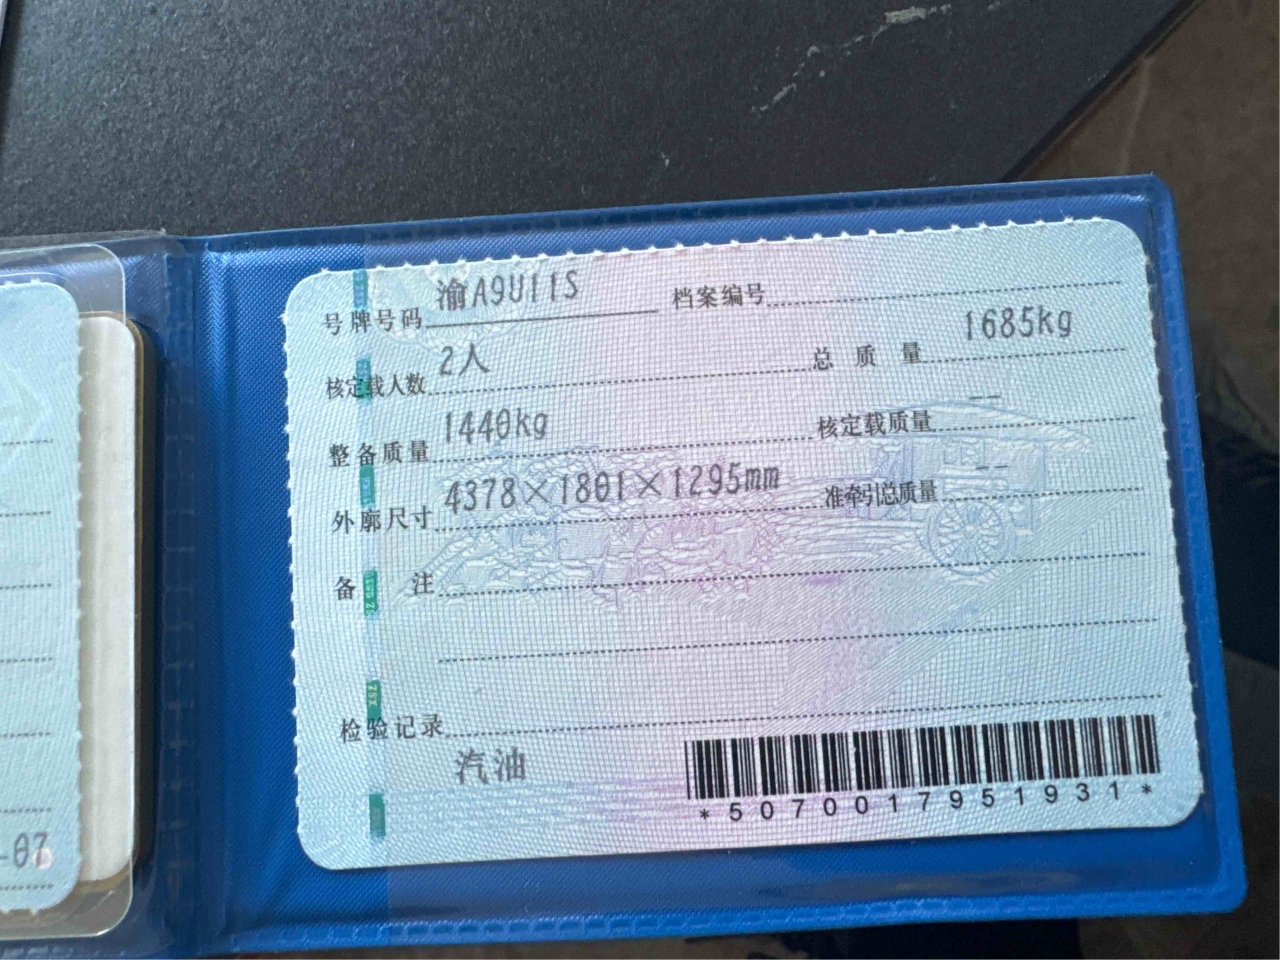 号牌号码 渝A9U11S 档案编号
核定载人数 2人 总质量 1685kg
整备质量 1440kg 核定载质量 --
外廓尺寸 4378×1801×1295mm 准牵引总质量 --
备注
检验记录
汽油
*5070017951931*
-07